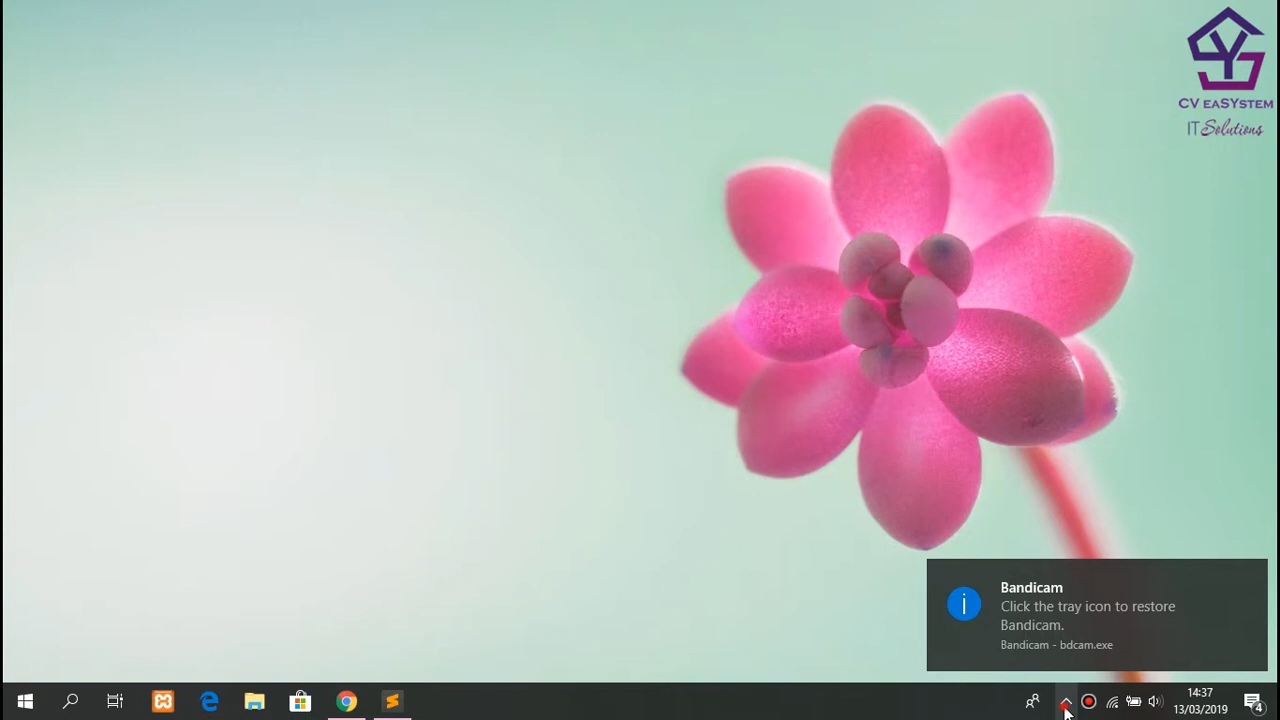 CV EASYSTEM
IT Solutions
Bandicam
Click the tray icon to restore
Bandicam.
Bandicam - bdcam.exe
14:37
13/03/2019
4